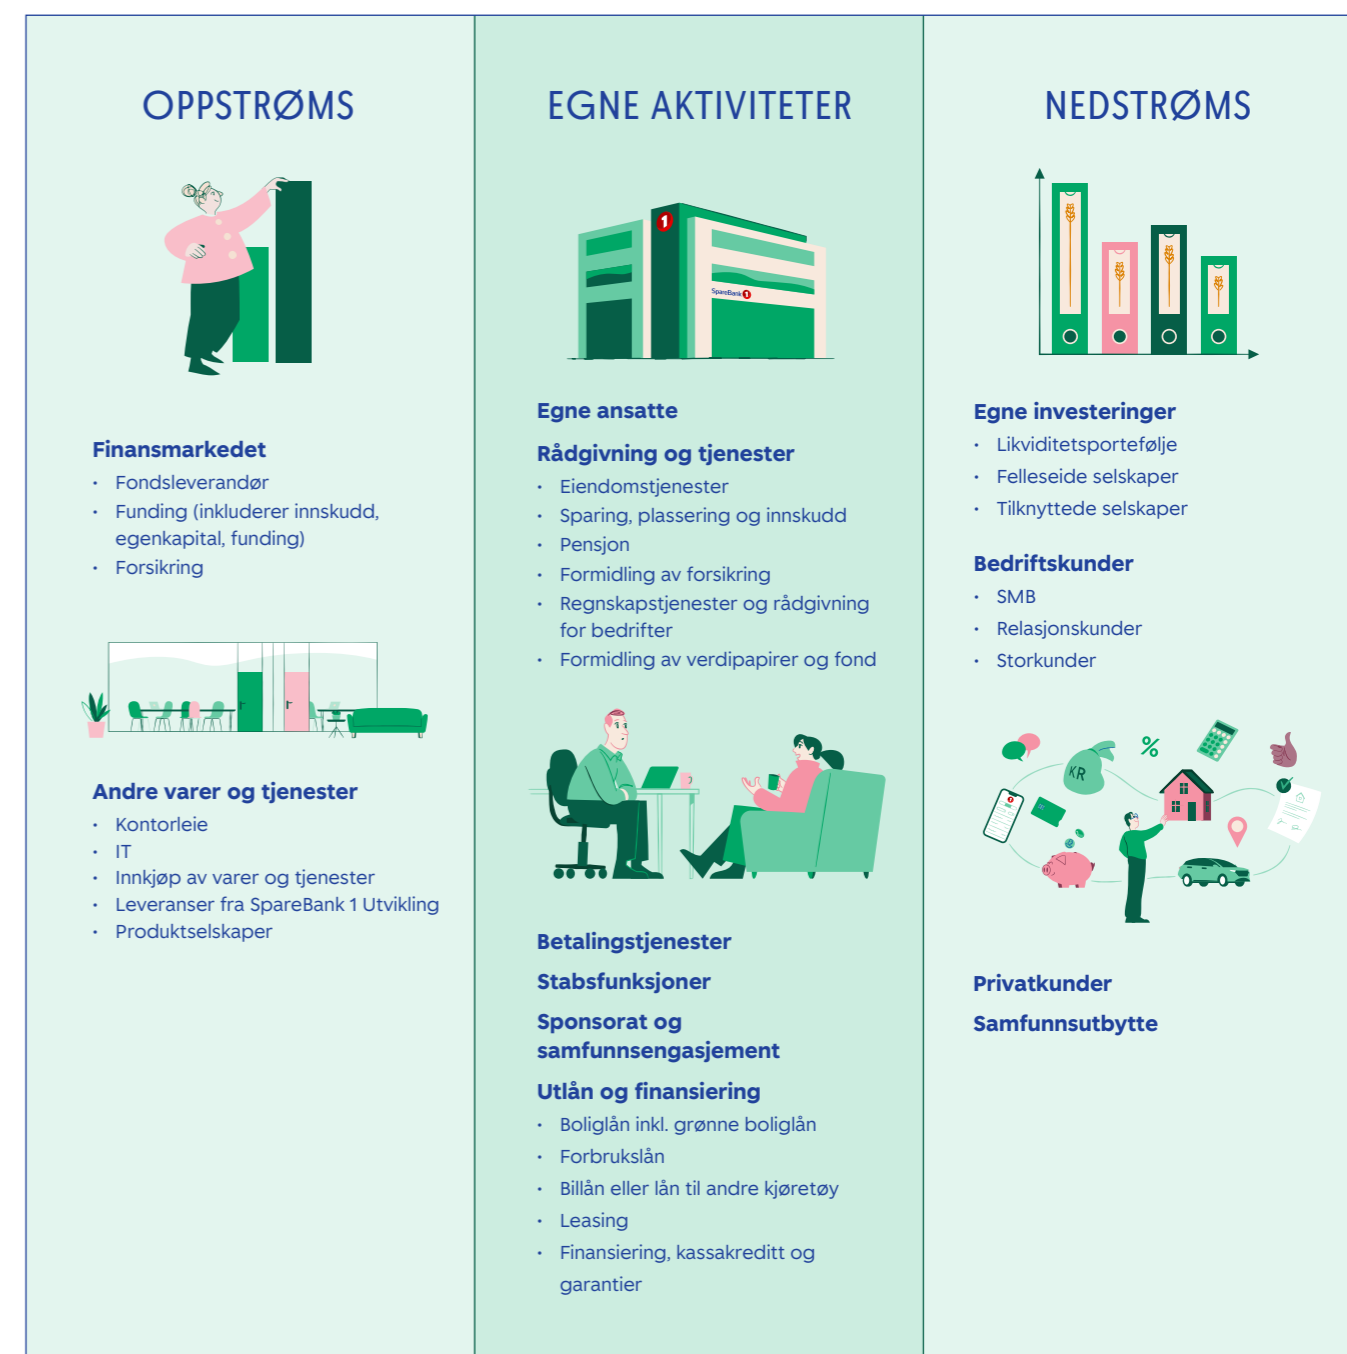 OPPSTRØMS
Finansmarkedet
• Fondsleverandør
• Funding (inkluderer innskudd,
egenkapital, funding)
• Forsikring
Andre varer og tjenester
• Kontorleie
• IT
• Innkjøp av varer og tjenester
• Leveranser fra SpareBank 1 Utvikling
• Produktselskaper
EGNE AKTIVITETER
1
SpareBank 1
Egne ansatte
Rådgivning og tjenester
• Eiendomstjenester
• Sparing, plassering og innskudd
• Pensjon
• Formidling av forsikring
• Regnskapstjenester og rådgivning
for bedrifter
• Formidling av verdipapirer og fond
Betalingstjenester
Stabsfunksjoner
Sponsorat og
samfunnsengasjement
Utlån og finansiering
• Boliglån inkl. grønne boliglån
• Forbrukslån
• Billån eller lån til andre kjøretøy
• Leasing
• Finansiering, kassakreditt og
garantier
NEDSTRØMS
Egne investeringer
• Likviditetsportefølje
• Felleseide selskaper
• Tilknyttede selskaper
Bedriftskunder
• SMB
• Relasjonskunder
• Storkunder
%
KR
Privatkunder
Samfunnsutbytte